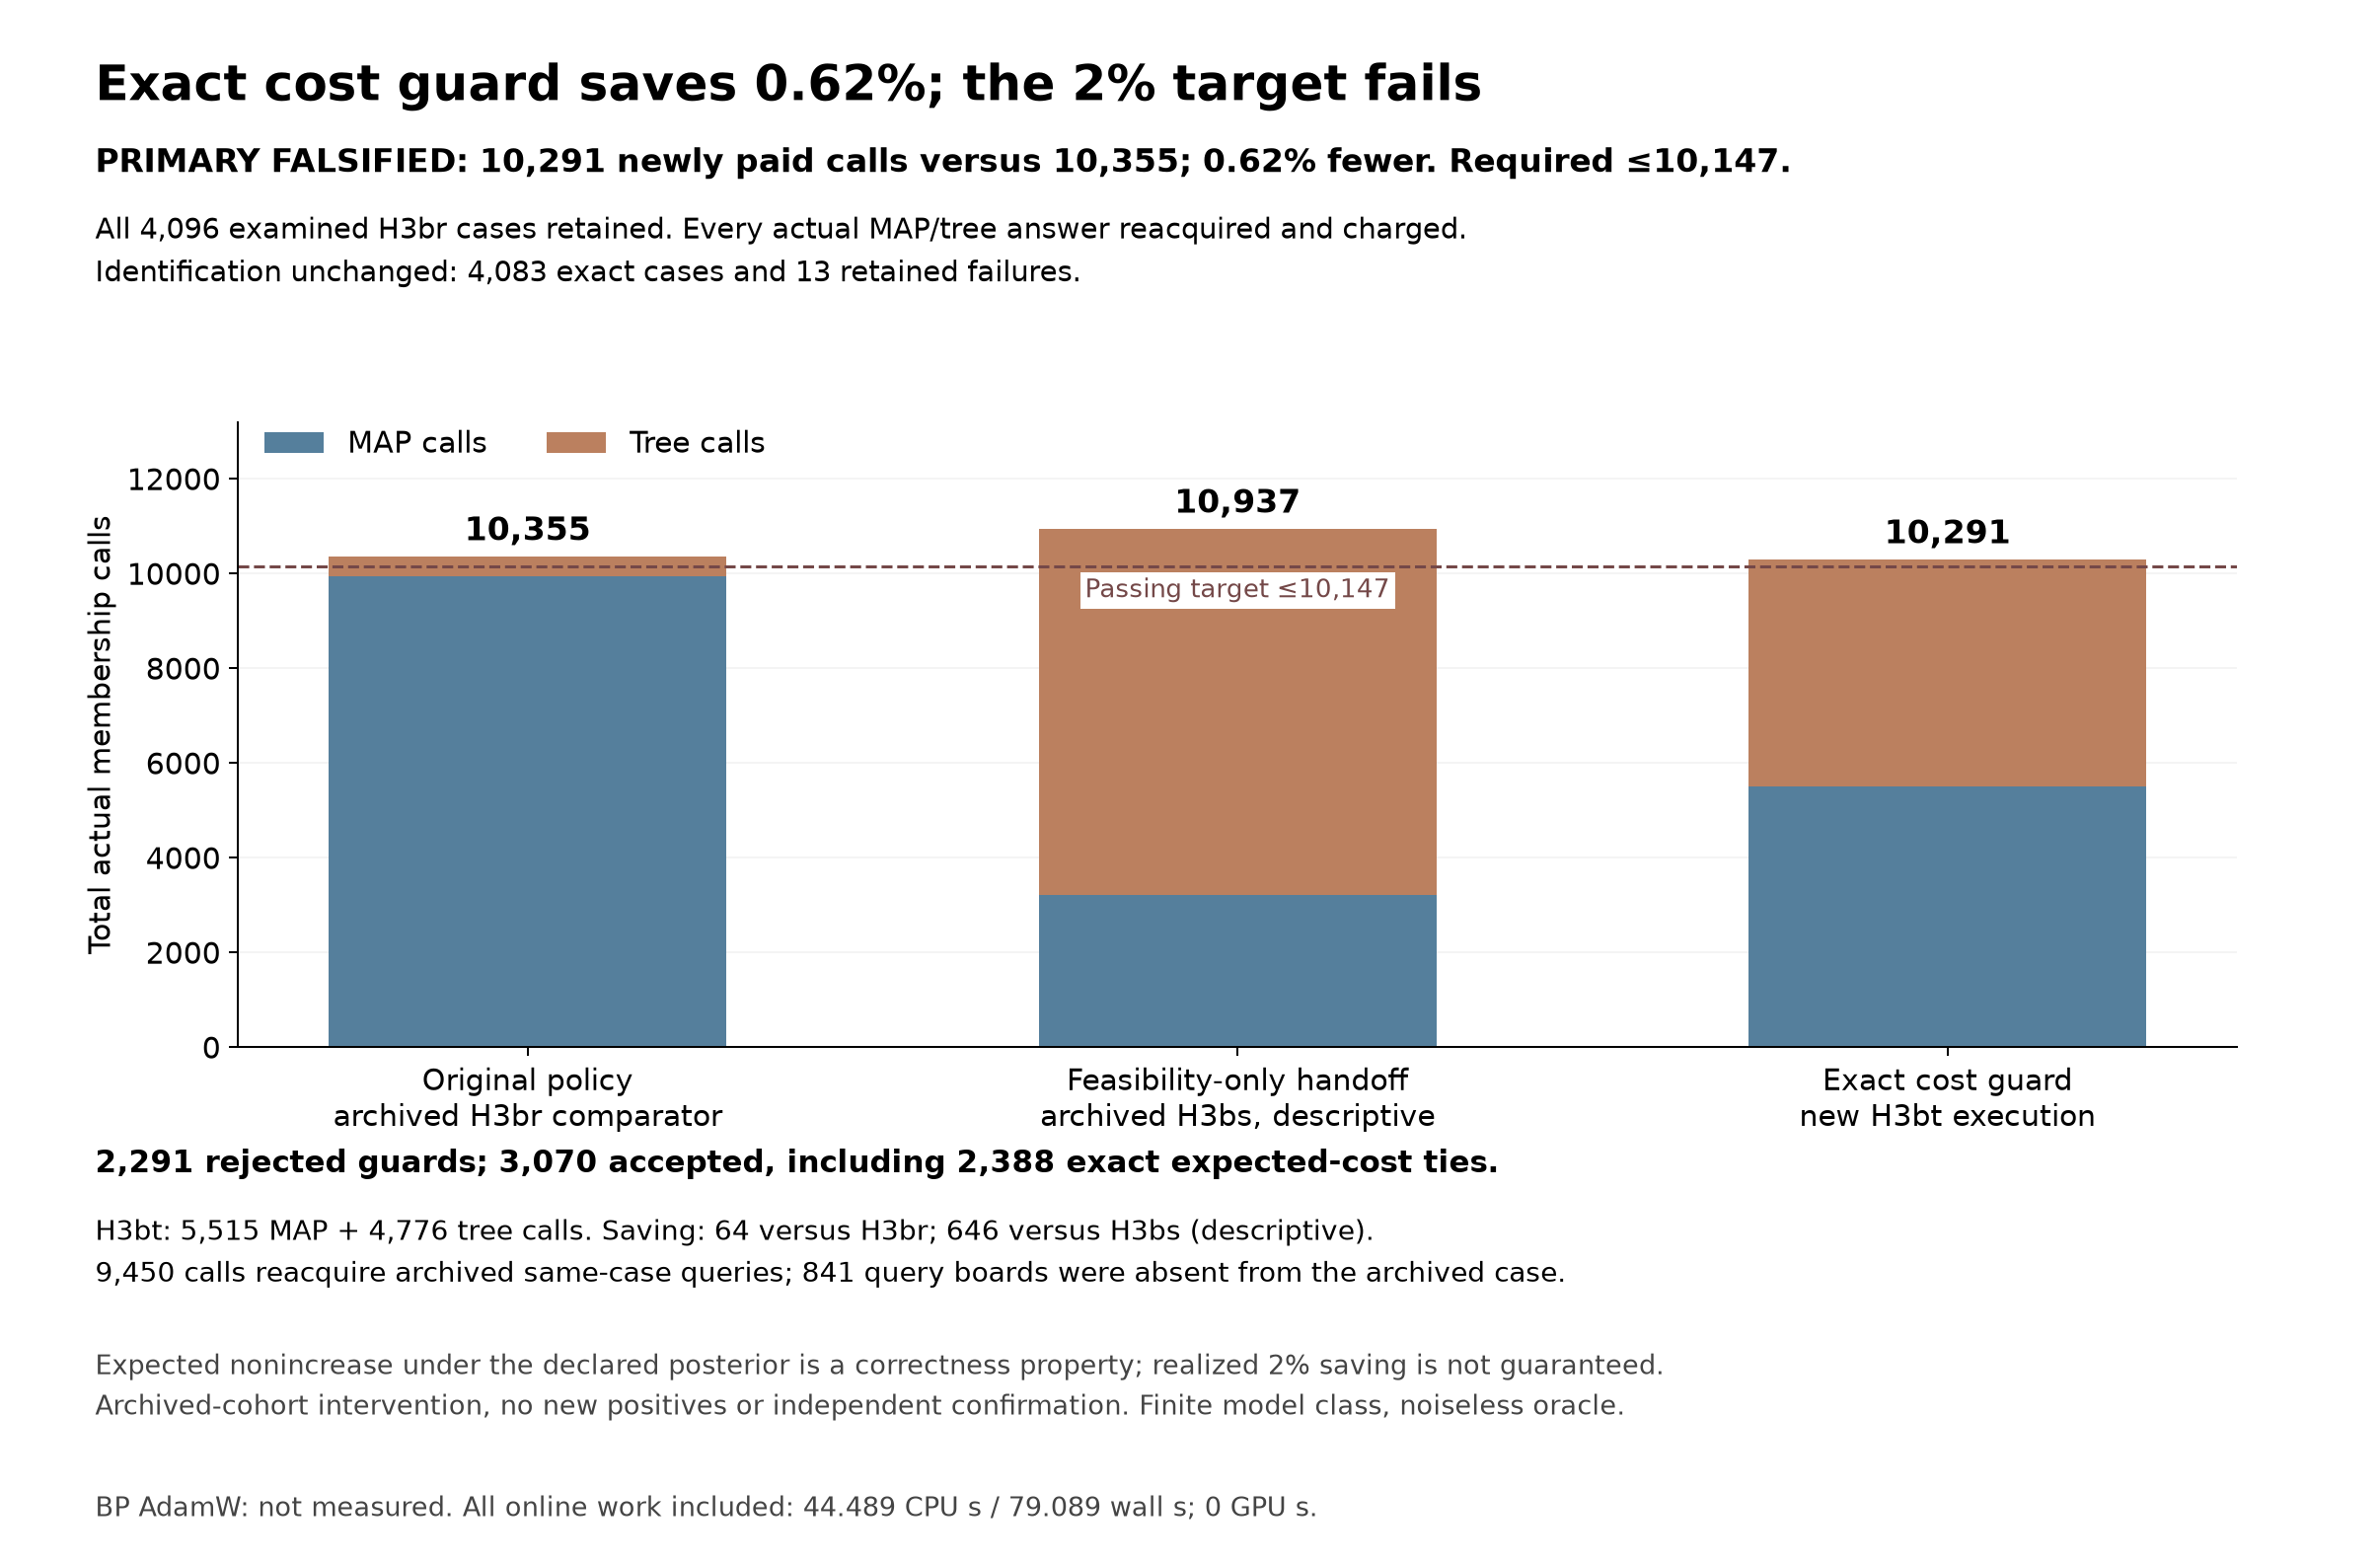 Exact cost guard saves 0.62%; the 2% target fails
PRIMARY FALSIFIED: 10,291 newly paid calls versus 10,355; 0.62% fewer. Required ≤10,147.
All 4,096 examined H3br cases retained. Every actual MAP/tree answer reacquired and charged.
Identification unchanged: 4,083 exact cases and 13 retained failures.
MAP calls
Tree calls
Total actual membership calls
12000
10000
8000
6000
4000
2000
0
10,355
10,937
10,291
Passing target ≤10,147
Original policy
archived H3br comparator
Feasibility-only handoff
archived H3bs, descriptive
Exact cost guard
new H3bt execution
2,291 rejected guards; 3,070 accepted, including 2,388 exact expected-cost ties.
H3bt: 5,515 MAP + 4,776 tree calls. Saving: 64 versus H3br; 646 versus H3bs (descriptive).
9,450 calls reacquire archived same-case queries; 841 query boards were absent from the archived case.
Expected nonincrease under the declared posterior is a correctness property; realized 2% saving is not guaranteed.
Archived-cohort intervention, no new positives or independent confirmation. Finite model class, noiseless oracle.
BP AdamW: not measured. All online work included: 44.489 CPU s / 79.089 wall s; 0 GPU s.